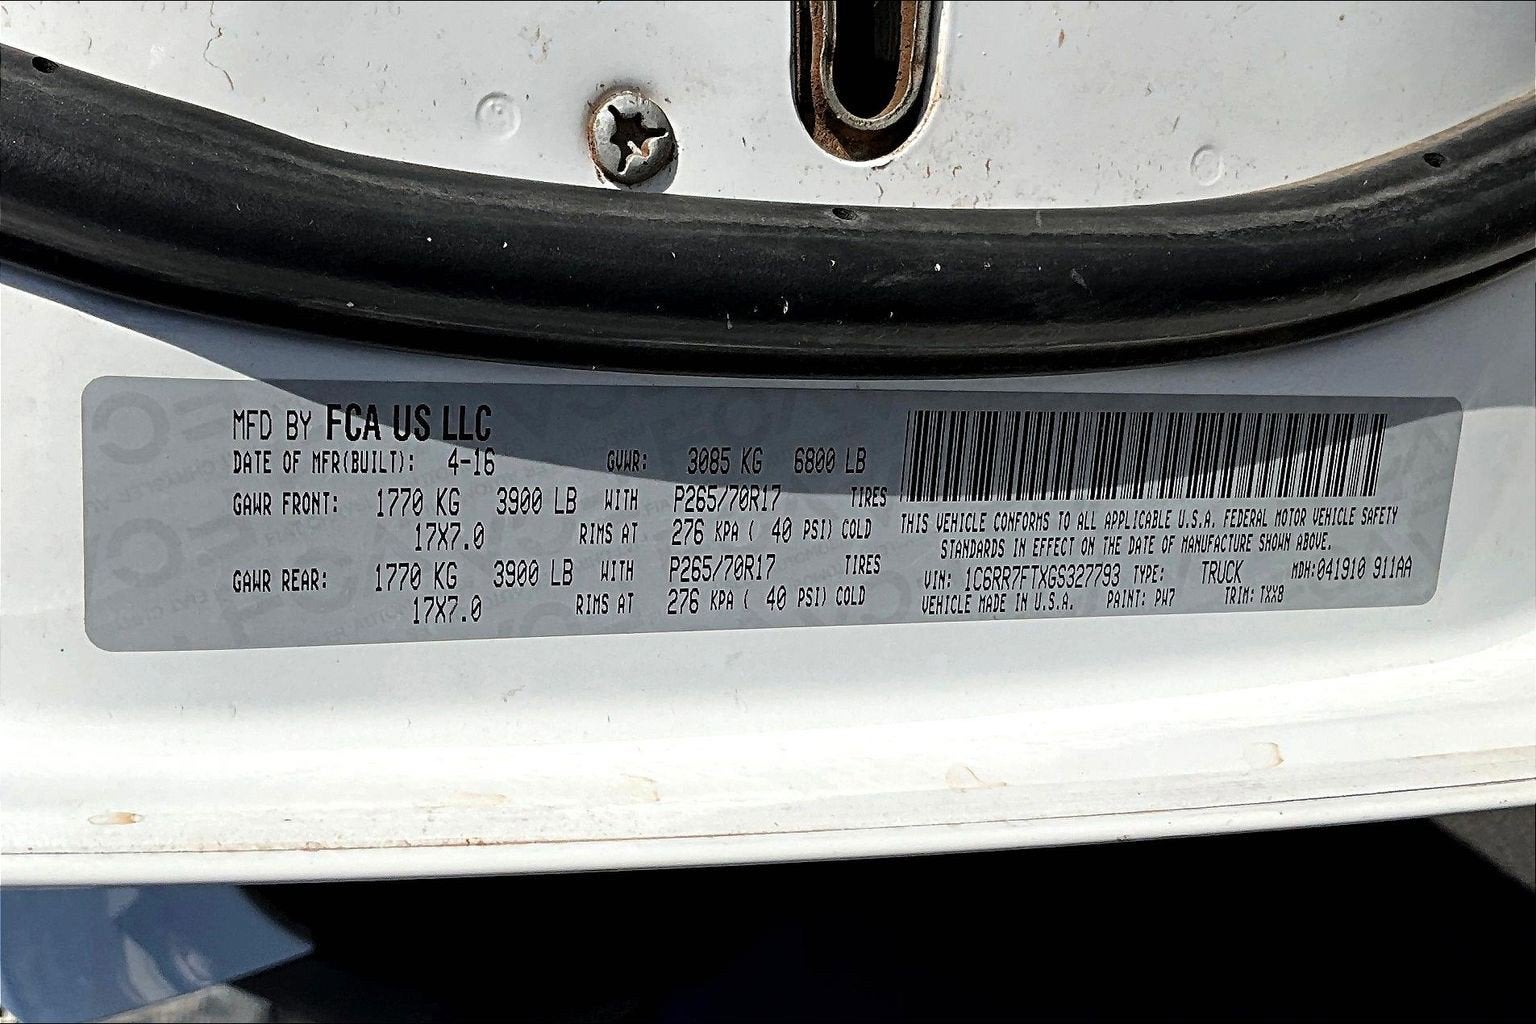 MFD BY FCA US LLC
DATE OF MFR(BUILT): 4-16 GVWR: 3085 KG 6800 LB
GAWR FRONT: 1770 KG 3900 LB WITH P265/70R17 TIRES
17X7.0 RIMS AT 276 KPA ( 40 PSI) COLD
GAWR REAR: 1770 KG 3900 LB WITH P265/70R17 TIRES
17X7.0 RIMS AT 276 KPA ( 40 PSI) COLD
THIS VEHICLE CONFORMS TO ALL APPLICABLE U.S.A. FEDERAL MOTOR VEHICLE SAFETY
STANDARDS IN EFFECT ON THE DATE OF MANUFACTURE SHOWN ABOVE.
VIN: 1C6RR7FTXGS327793 TYPE: TRUCK MDH:041910 911AA
VEHICLE MADE IN U.S.A. PAINT: PW7 TRIM: TXX8